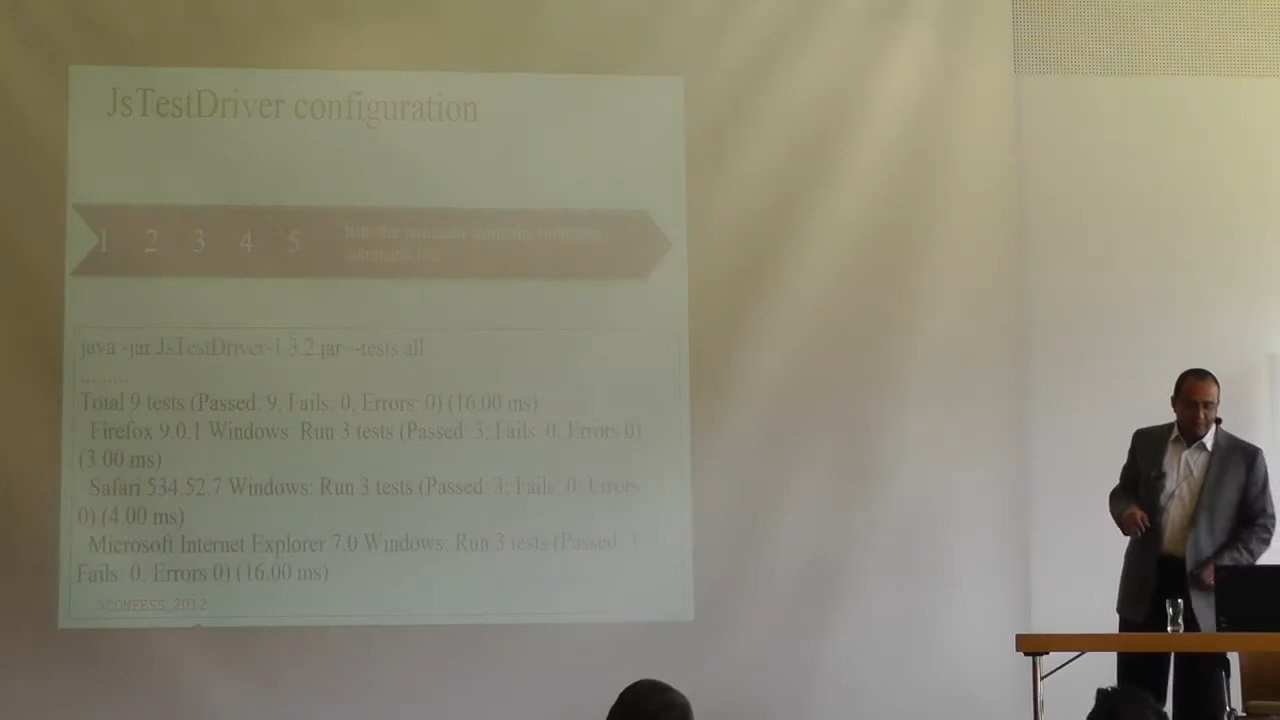 JsTestDriver configuration
1 2 3 4 5 Run the
java -jar JsTestDriver-1.3.2.jar --tests all
.........
Total 9 tests (Passed: 9; Fails: 0; Errors: 0) (16.00 ms)
Firefox 9.0.1 Windows: Run 3 tests (Passed: 3; Fails: 0; Errors 0)
(3.00 ms)
Safari 534.52.7 Windows: Run 3 tests (Passed: 3; Fails: 0; Errors
0) (4.00 ms)
Microsoft Internet Explorer 7.0 Windows: Run 3 tests (Passed: 3
Fails: 0; Errors 0) (16.00 ms)
>CONFESS_2012